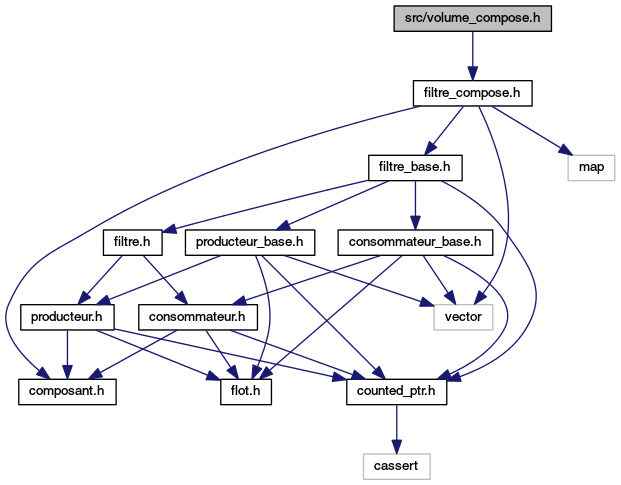 src/volume_compose.h
filtre_compose.h
filtre_base.h
map
filtre.h
producteur_base.h
consommateur_base.h
producteur.h
consommateur.h
vector
composant.h
flot.h
counted_ptr.h
cassert